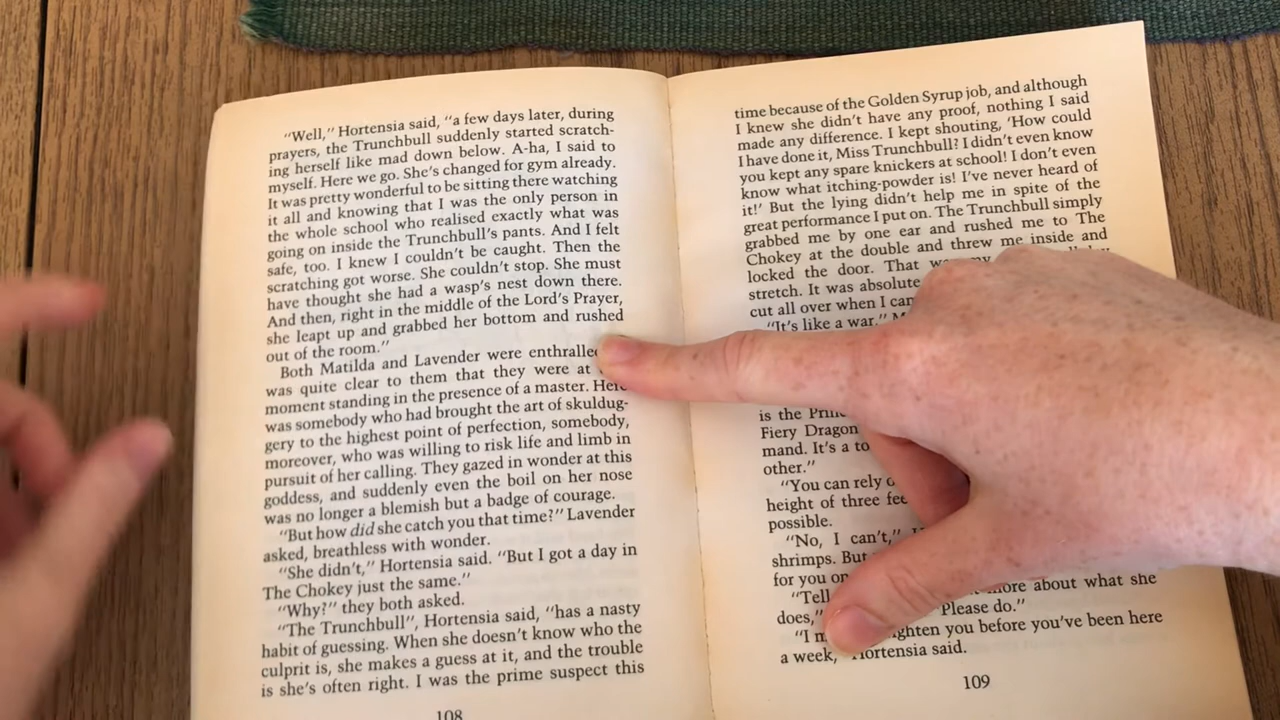 "Well," Hortensia said, "a few days later, during
prayers, the Trunchbull suddenly started scratch-
ing herself like mad down below. A-ha, I said to
myself. Here we go. She's changed for gym already.
It was pretty wonderful to be sitting there watching
it all and knowing that I was the only person in
the whole school who realised exactly what was
going on inside the Trunchbull's pants. And I felt
safe, too. I knew I couldn't be caught. Then the
scratching got worse. She couldn't stop. She must
have thought she had a wasp's nest down there.
And then, right in the middle of the Lord's Prayer,
she leapt up and grabbed her bottom and rushed
out of the room."
Both Matilda and Lavender were
was quite clear to them that they were at
moment standing in the presence of a master. Here
was somebody who had brought the art of skuldug-
gery to the highest point of perfection, somebody,
moreover, who was willing to risk life and limb in
pursuit of her calling. They gazed in wonder at this
goddess, and suddenly even the boil on her nose
was no longer a blemish but a badge of courage.
"But how did she catch you that time?" Lavender
asked, breathless with wonder.
"She didn't," Hortensia said. "But I got a day in
The Chokey just the same."
"Why?" they both asked.
"The Trunchbull", Hortensia said, "has a nasty
habit of guessing. When she doesn't know who the
culprit is, she makes a guess at it, and the trouble
is she's often right. I was the prime suspect this
108
time because of the Golden Syrup job, and although
I knew she didn't have any proof, nothing I said
made any difference. I kept shouting, 'How could
I have done it, Miss Trunchbull? I didn't even know
you kept any spare knickers at school! I don't even
know what itching-powder is! I've never heard of
it!' But the lying didn't help me in spite of the
great performance I put on. The Trunchbull simply
grabbed me by one ear and rushed me to The
Chokey at the double and threw me inside and
locked the door. That
stretch. It was
cut all over when I
"It's like a war."
is the
Fiery Dragon
mand. It's a
other."
"You can rely
height of three
possible.
"No, I can't,"
shrimps. But
for you
"Tell more about what she
does," "Please do."
"I you before you've been here
a week," Hortensia said.
109